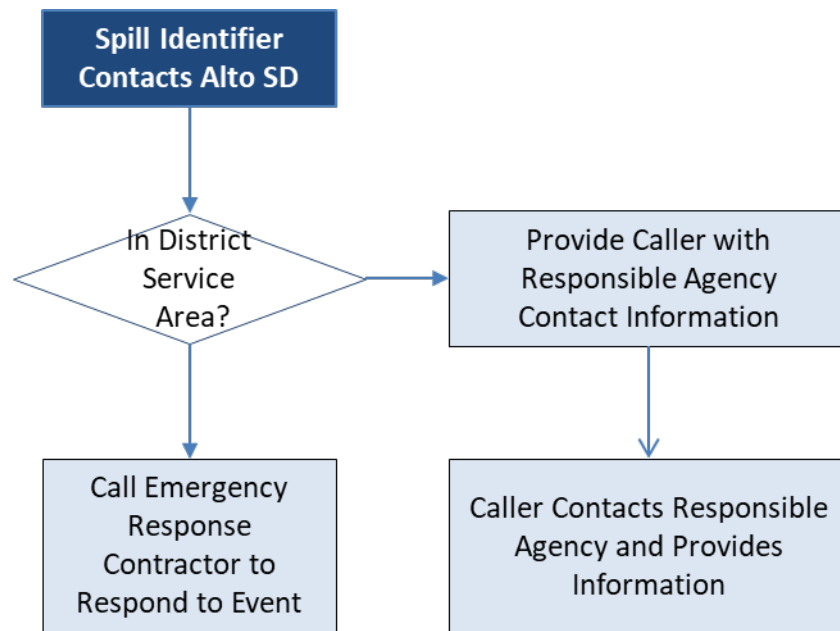 Spill Identifier
Contacts Alto SD
In District
Service
Area?
Provide Caller with
Responsible Agency
Contact Information
Call Emergency
Response
Contractor to
Respond to Event
Caller Contacts Responsible
Agency and Provides
Information